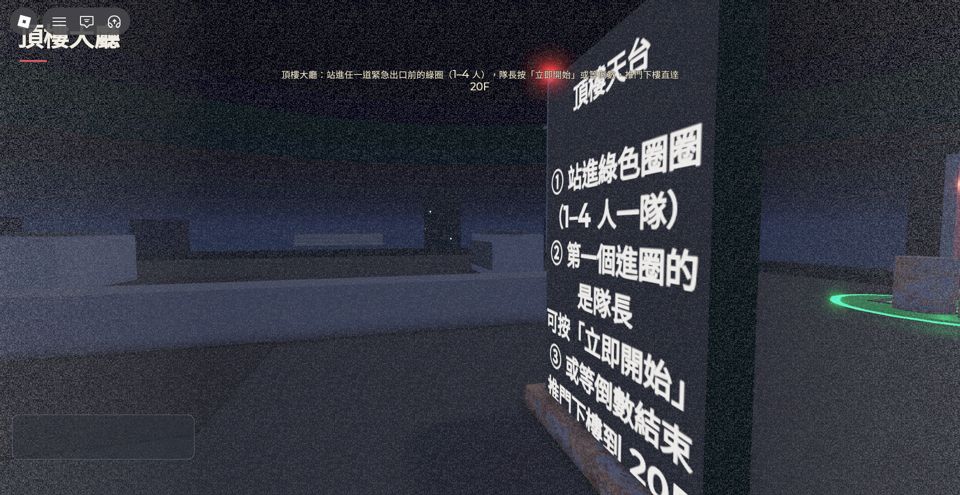 頂樓大廳
頂樓大廳：站進任一道緊急出口前的綠圈（1–4 人），隊長按「立即開始」或等倒數，推門下樓直達
20F
頂樓天台
① 站進綠色圈圈
（1–4 人一隊）
② 第一個進圈的
是隊長
可按「立即開始」
③ 或等倒數結束
推門下樓到 20F